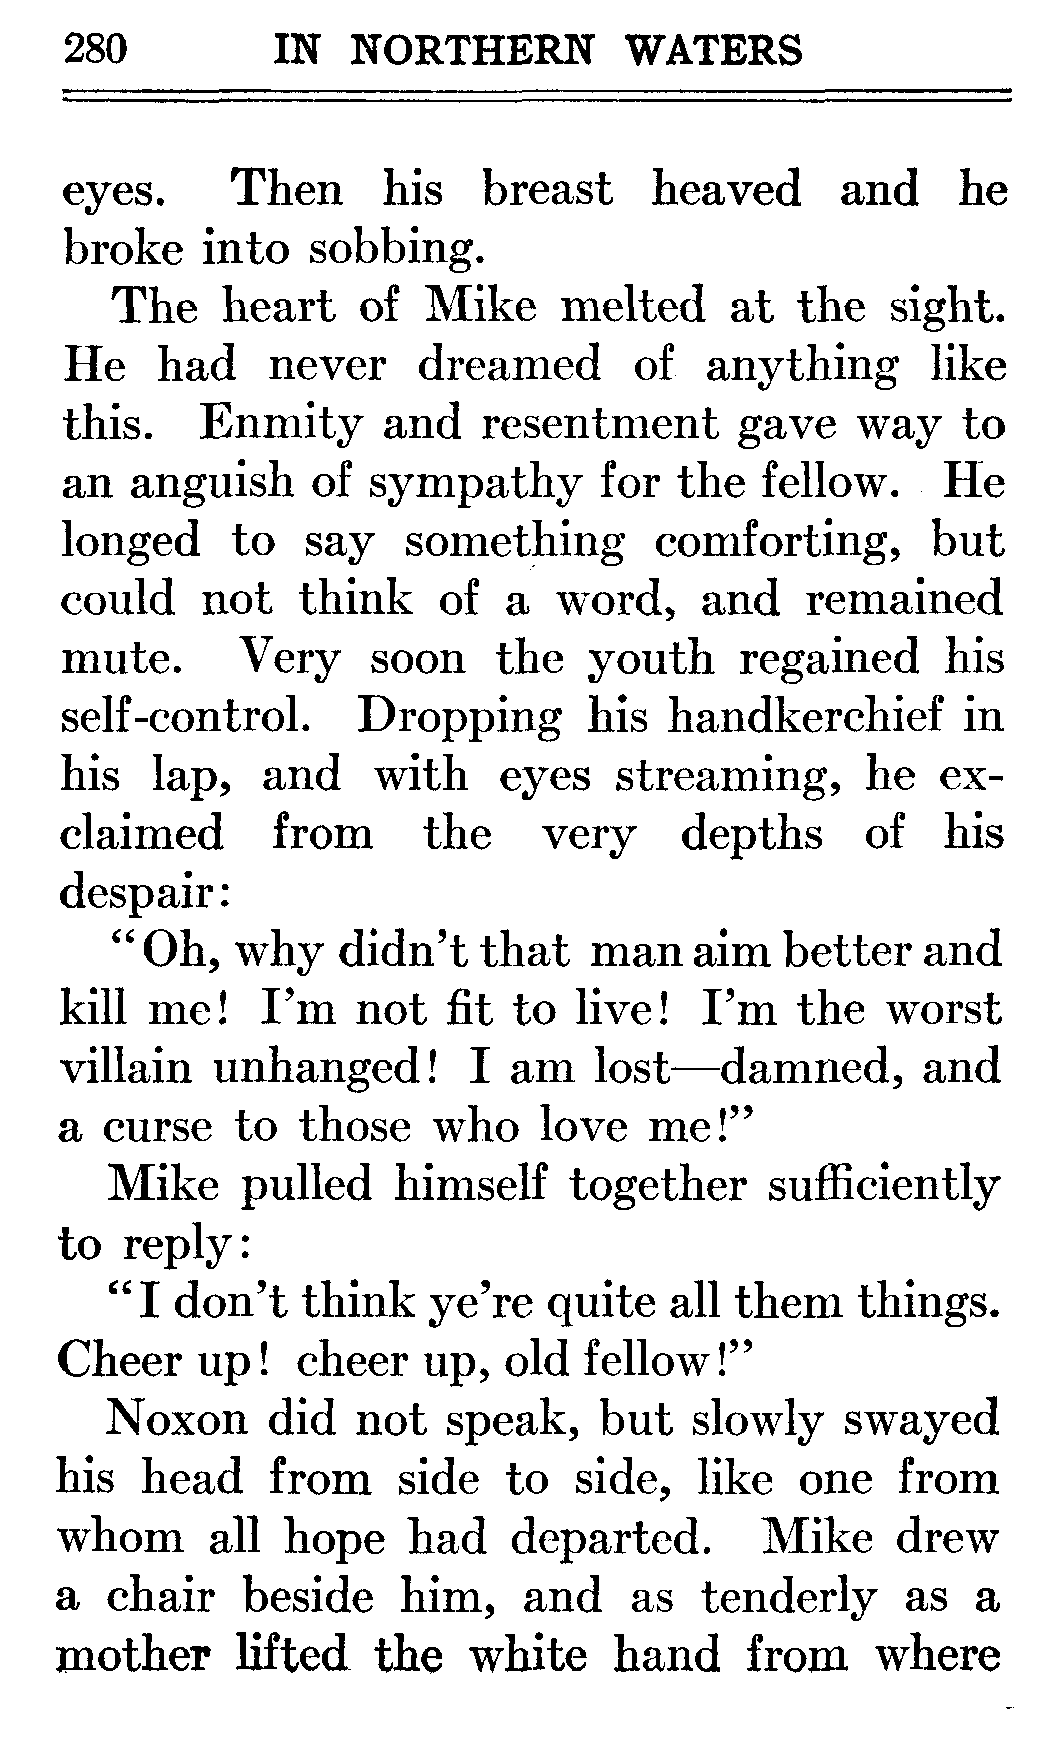 280 IN NORTHERN WATERS
eyes. Then his breast heaved and he
broke into sobbing.
The heart of Mike melted at the sight.
He had never dreamed of anything like
this. Enmity and resentment gave way to
an anguish of sympathy for the fellow. He
longed to say something comforting, but
could not think of a word, and remained
mute. Very soon the youth regained his
self-control. Dropping his handkerchief in
his lap, and with eyes streaming, he ex-
claimed from the very depths of his
despair:
“Oh, why didn’t that man aim better and
kill me! I’m not fit to live! I’m the worst
villain unhanged! I am lost—damned, and
a curse to those who love me!”
Mike pulled himself together sufficiently
to reply:
“I don’t think ye’re quite all them things.
Cheer up! cheer up, old fellow!”
Noxon did not speak, but slowly swayed
his head from side to side, like one from
whom all hope had departed. Mike drew
a chair beside him, and as tenderly as a
mother lifted the white hand from where